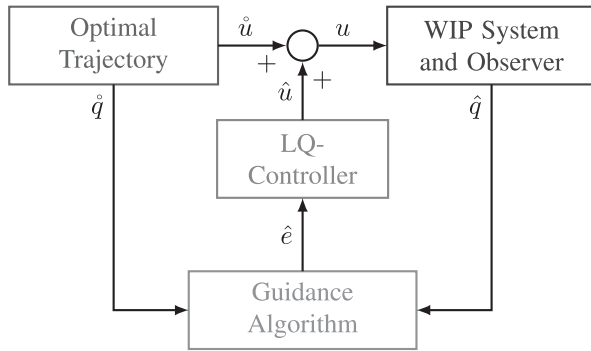 Optimal
Trajectory
ů
u
WIP System
and Observer
+
+
q̊
û
q̂
LQ-
Controller
ê
Guidance
Algorithm